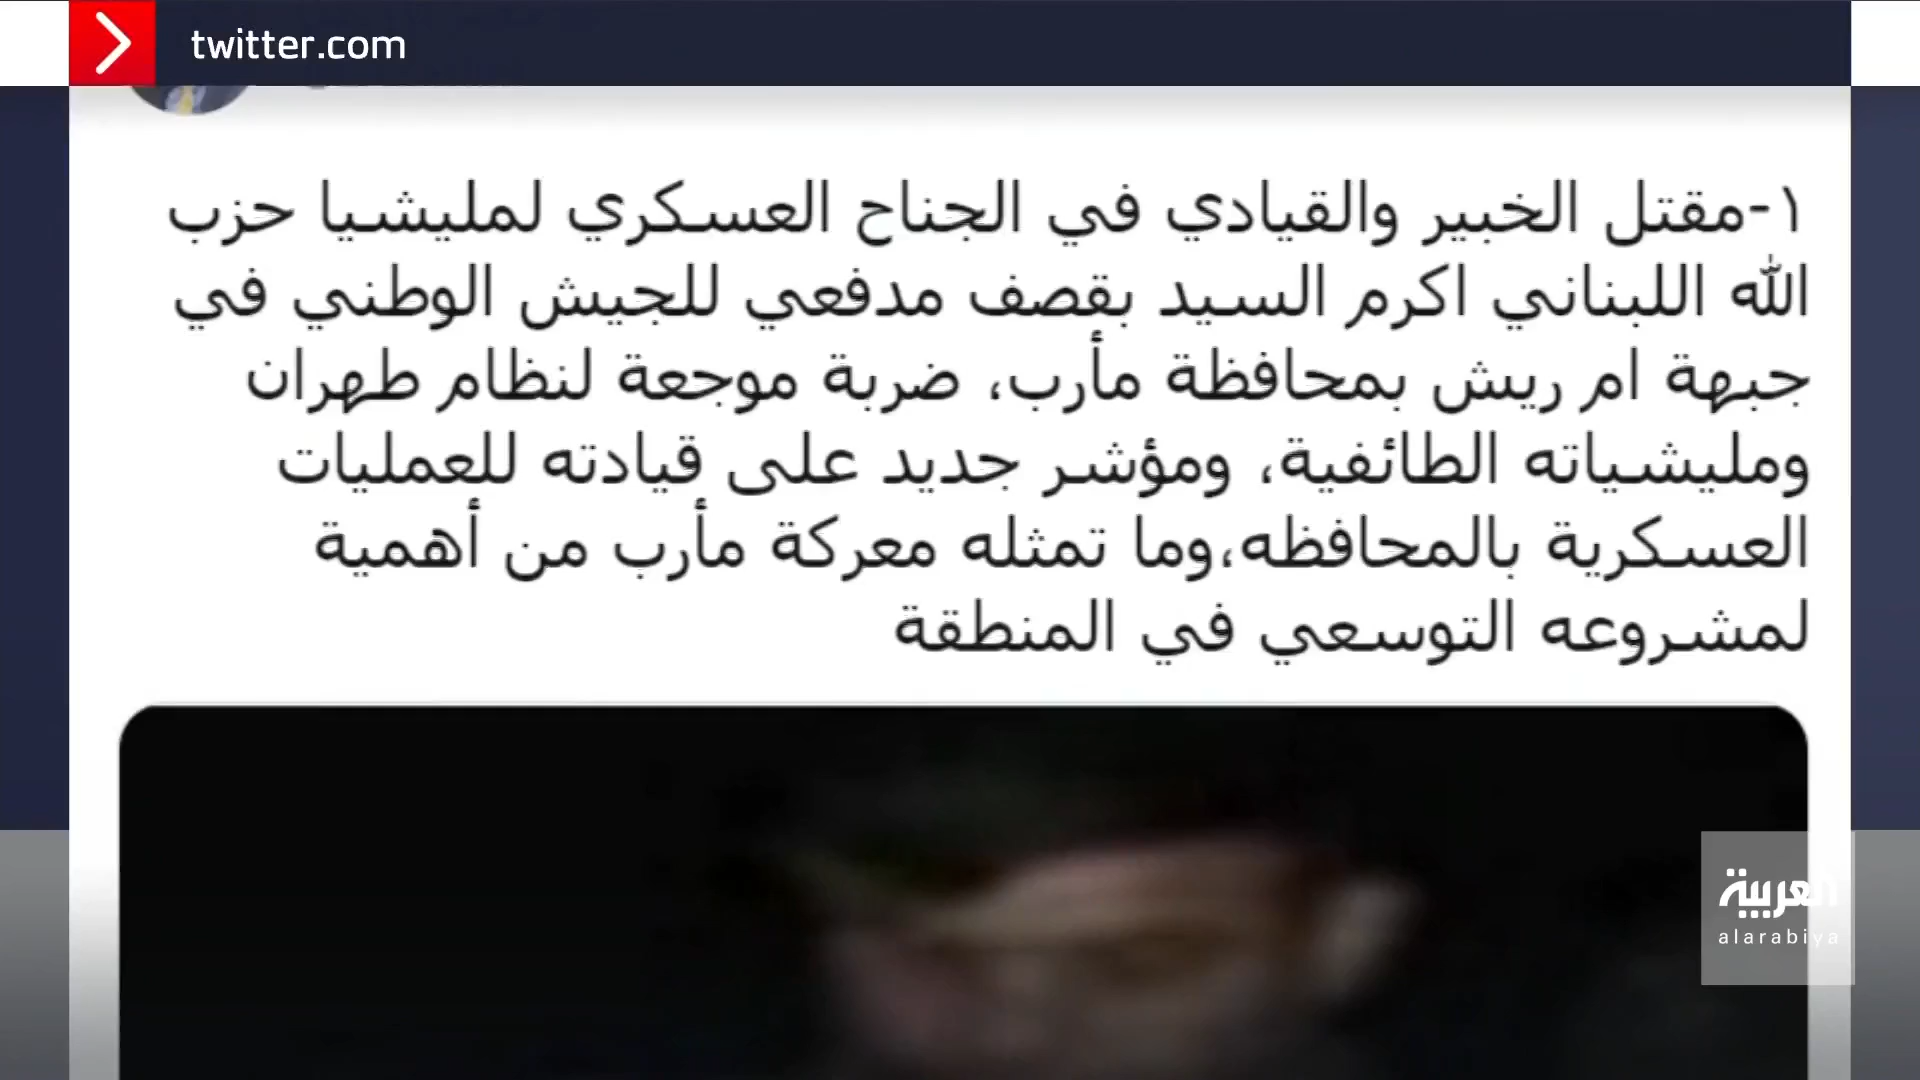 twitter.com
١-مقتل الخبير والقيادي في الجناح العسكري لمليشيا حزب
الله اللبناني اكرم السيد بقصف مدفعي للجيش الوطني في
جبهة ام ريش بمحافظة مأرب، ضربة موجعة لنظام طهران
ومليشياته الطائفية، ومؤشر جديد على قيادته للعمليات
العسكرية بالمحافظه،وما تمثله معركة مأرب من أهمية
لمشروعه التوسعي في المنطقة
العربية
alarabiya